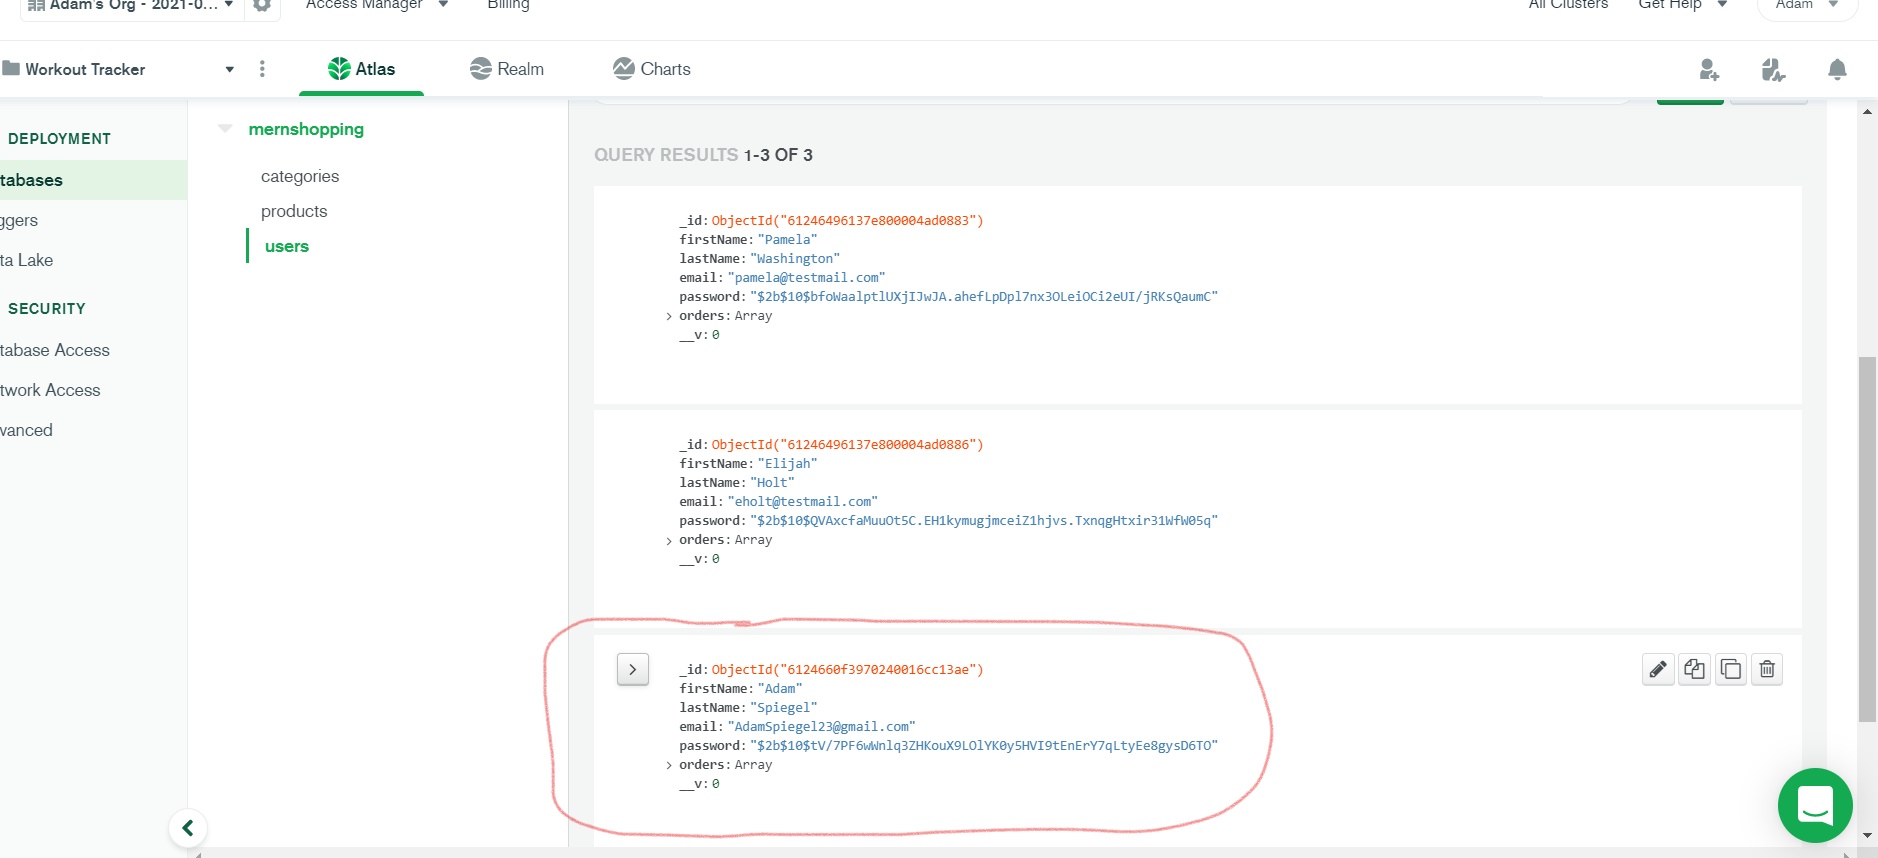 Adam's Org - 2021-0...
Access Manager
Billing
All Clusters
Get Help
Adam
Workout Tracker
Atlas
Realm
Charts
DEPLOYMENT
tabases
ggers
ta Lake
SECURITY
tabase Access
twork Access
vanced
mernshopping
categories
products
users
QUERY RESULTS 1-3 OF 3
_id: ObjectId("61246496137e800004ad0883")
firstName: "Pamela"
lastName: "Washington"
email: "pamela@testmail.com"
password: "$2b$10$bfoWaalptlUXjIJwJA.ahefLpDpl7nx3OLeiOCi2eUI/jRKsQaumC"
orders: Array
__v: 0
_id: ObjectId("61246496137e800004ad0886")
firstName: "Elijah"
lastName: "Holt"
email: "eholt@testmail.com"
password: "$2b$10$QVAxcfaMuuOt5C.EH1kymugjmceiZ1hjvs.TxnqgHtxir31WfW05q"
orders: Array
__v: 0
_id: ObjectId("6124660f3970240016cc13ae")
firstName: "Adam"
lastName: "Spiegel"
email: "AdamSpiegel23@gmail.com"
password: "$2b$10$tV/7PF6wWnlq3ZHKouX9LOlYK0y5HVI9tEnErY7qLtyEe8gysD6TO"
orders: Array
__v: 0